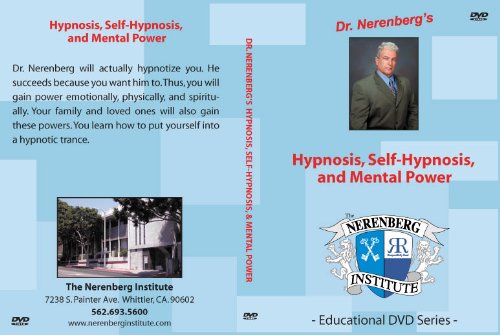 Hypnosis, Self-Hypnosis,
and Mental Power
Dr. Nerenberg will actually hypnotize you. He
succeeds because you want him to. Thus, you will
gain power emotionally, physically, and spiritu-
ally. Your family and loved ones will also gain
these powers. You learn how to put yourself into
a hypnotic trance.
The Nerenberg Institute
7238 S. Painter Ave. Whittier, CA. 90602
562.693.5600
DVD
www.nerenberginstitute.com
DR. NERENBERG'S HYPNOSIS, SELF-HYPNOSIS, & MENTAL POWER
DVD
DVD
Dr. Nerenberg's
Hypnosis, Self-Hypnosis,
and Mental Power
The
NERENBERG
RR
INSTITUTE
- Educational DVD Series -